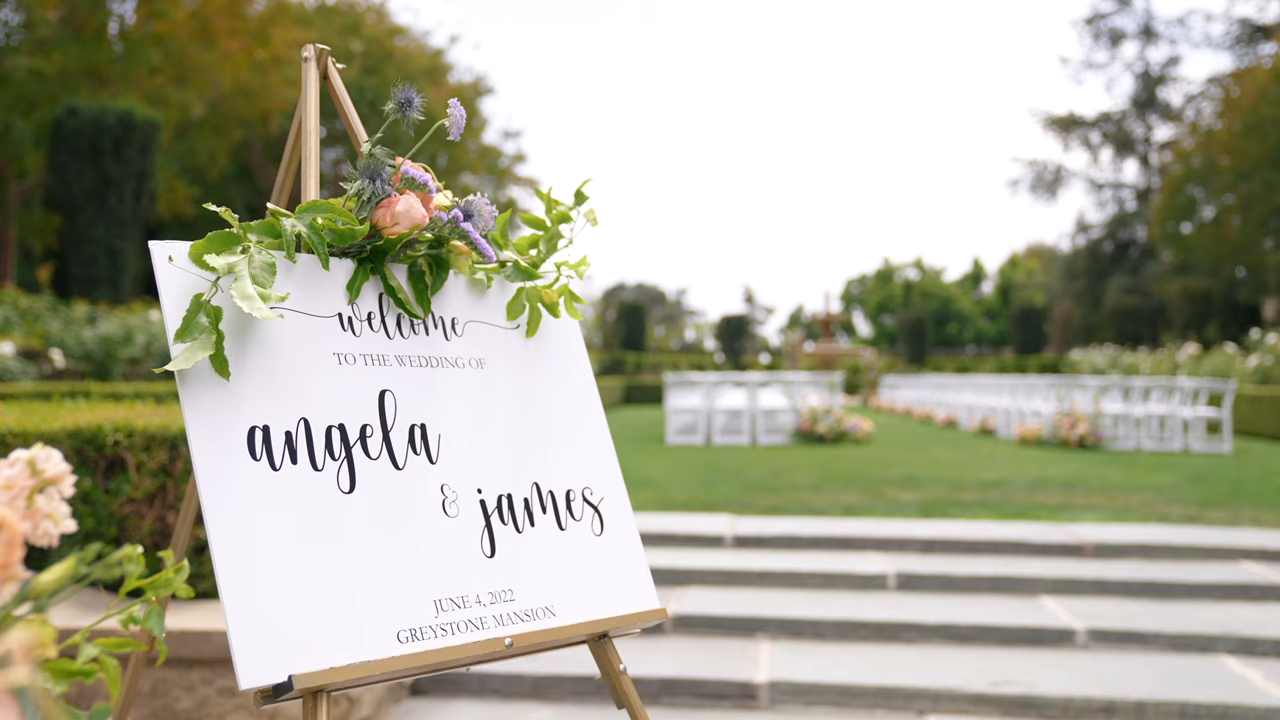 welcome
TO THE WEDDING OF
angela
& james
JUNE 4, 2022
GREYSTONE MANSION